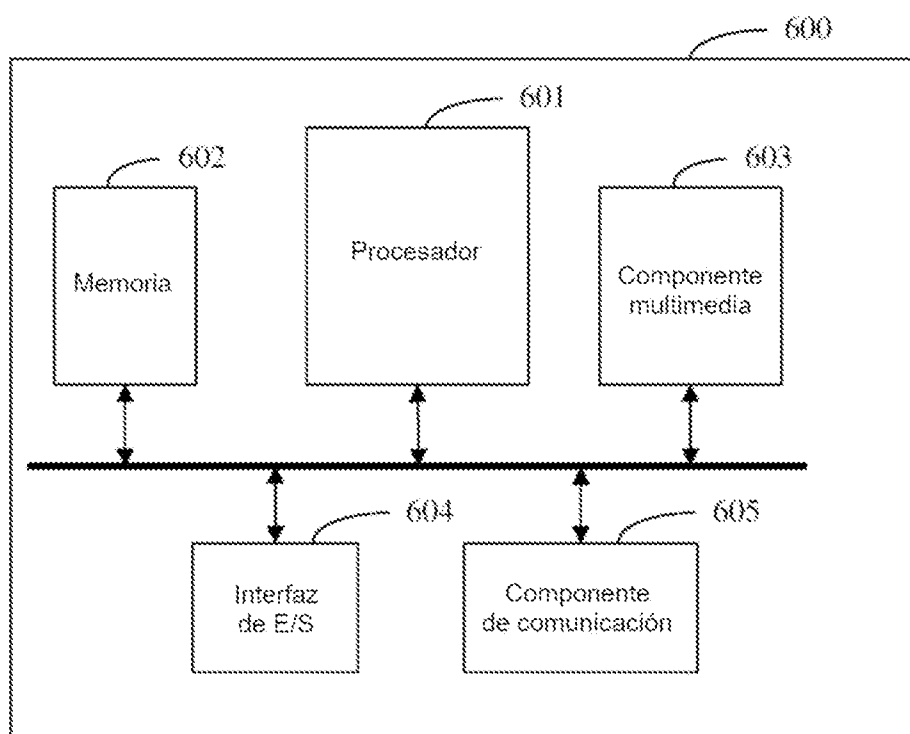 600
601
602
603
Procesador
Memoria
Componente
multimedia
604
605
Interfaz
de E/S
Componente
de comunicación